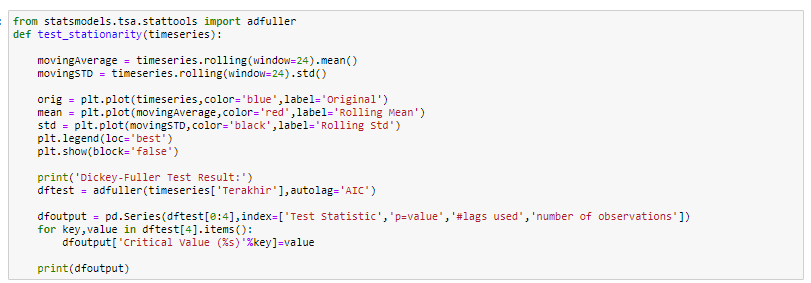 from statsmodels.tsa.stattools import adfuller
def test_stationarity(timeseries):
movingAverage = timeseries.rolling(window=24).mean()
movingSTD = timeseries.rolling(window=24).std()
orig = plt.plot(timeseries,color='blue',label='Original')
mean = plt.plot(movingAverage,color='red',label='Rolling Mean')
std = plt.plot(movingSTD,color='black',label='Rolling Std')
plt.legend(loc='best')
plt.show(block='false')
print('Dickey-Fuller Test Result:')
dftest = adfuller(timeseries['Terakhir'],autolag='AIC')
dfoutput = pd.Series(dftest[0:4],index=['Test Statistic','p=value','#lags used','number of observations'])
for key,value in dftest[4].items():
dfoutput['Critical Value (%s)'%key]=value
print(dfoutput)